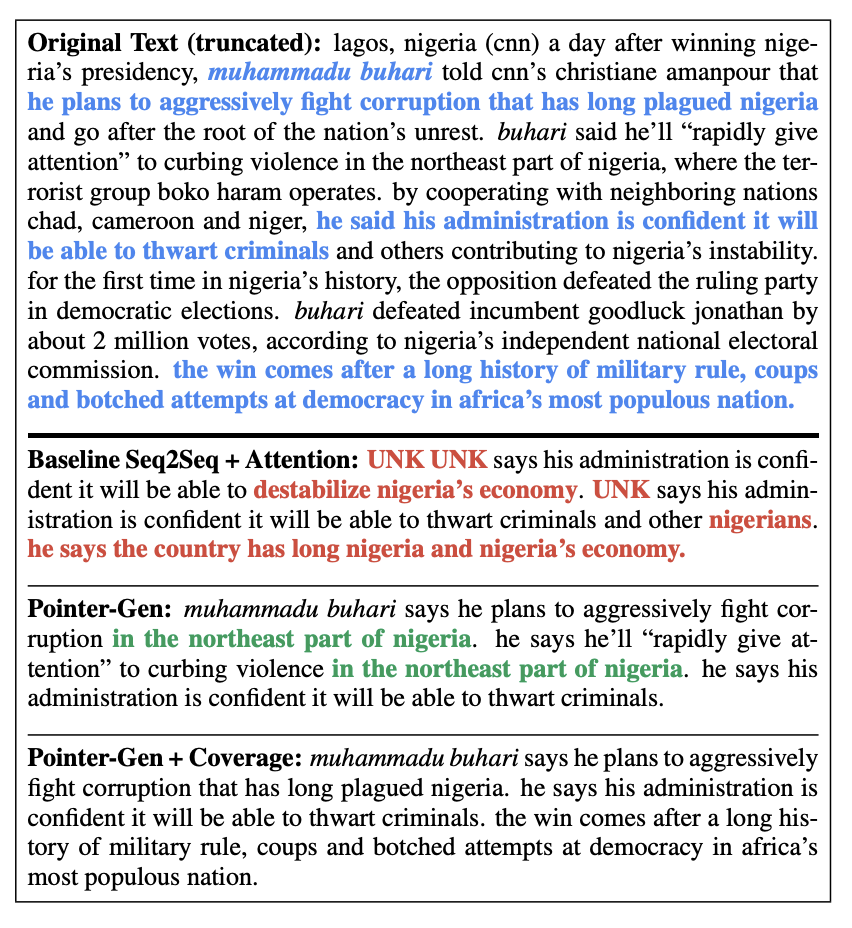 Original Text (truncated): lagos, nigeria (cnn) a day after winning nige-
ria’s presidency, muhammadu buhari told cnn’s christiane amanpour that
he plans to aggressively fight corruption that has long plagued nigeria
and go after the root of the nation’s unrest. buhari said he’ll “rapidly give
attention” to curbing violence in the northeast part of nigeria, where the ter-
rorist group boko haram operates. by cooperating with neighboring nations
chad, cameroon and niger, he said his administration is confident it will
be able to thwart criminals and others contributing to nigeria’s instability.
for the first time in nigeria’s history, the opposition defeated the ruling party
in democratic elections. buhari defeated incumbent goodluck jonathan by
about 2 million votes, according to nigeria’s independent national electoral
commission. the win comes after a long history of military rule, coups
and botched attempts at democracy in africa’s most populous nation.
Baseline Seq2Seq + Attention: UNK UNK says his administration is confi-
dent it will be able to destabilize nigeria’s economy. UNK says his admin-
istration is confident it will be able to thwart criminals and other nigerians.
he says the country has long nigeria and nigeria’s economy.
Pointer-Gen: muhammadu buhari says he plans to aggressively fight cor-
ruption in the northeast part of nigeria. he says he’ll “rapidly give at-
tention” to curbing violence in the northeast part of nigeria. he says his
administration is confident it will be able to thwart criminals.
Pointer-Gen + Coverage: muhammadu buhari says he plans to aggressively
fight corruption that has long plagued nigeria. he says his administration is
confident it will be able to thwart criminals. the win comes after a long his-
tory of military rule, coups and botched attempts at democracy in africa’s
most populous nation.